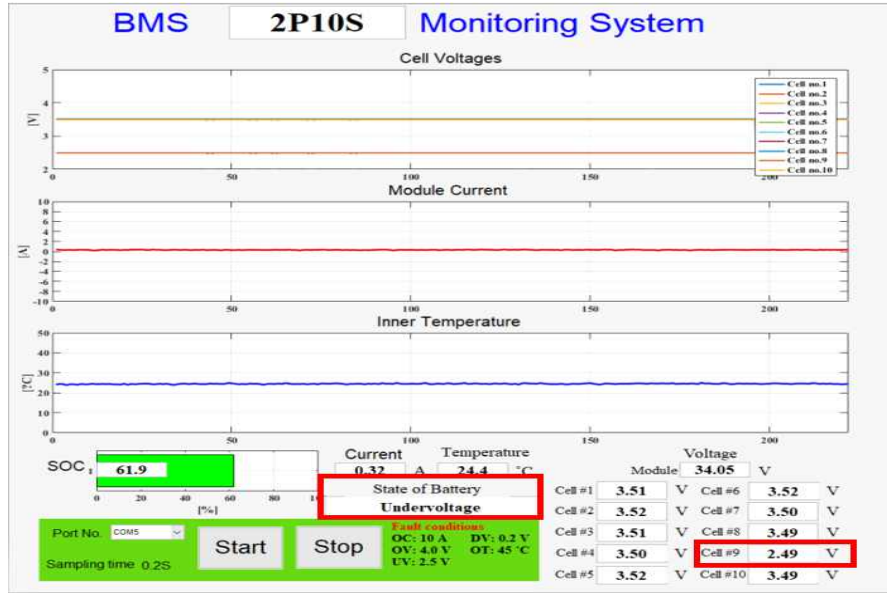 BMS 2P10S Monitoring System
Cell Voltages
5
4
3
2
[V]
0 50 100 150 200
Cell no.1
Cell no.2
Cell no.3
Cell no.4
Cell no.5
Cell no.6
Cell no.7
Cell no.8
Cell no.9
Cell no.10
Module Current
10
8
6
4
2
0
-2
-4
-6
-8
-10
[A]
0 50 100 150 200
Inner Temperature
50
40
30
20
10
0
[?C]
0 50 100 150 200
SOC : 61.9
0 20 40 60 80
[%]
Current Temperature
0.32 A 24.4 °C
State of Battery
Undervoltage
Voltage
Module 34.05 V
Cell #1 3.51 V Cell #6 3.52 V
Cell #2 3.52 V Cell #7 3.50 V
Cell #3 3.51 V Cell #8 3.49 V
Cell #4 3.50 V Cell #9 2.49 V
Cell #5 3.52 V Cell #10 3.49 V
Port No. COM5
Sampling time 0.2S
Start
Stop
Fault conditions
OC: 10 A DV: 0.2 V
OV: 4.0 V OT: 45 °C
UV: 2.5 V